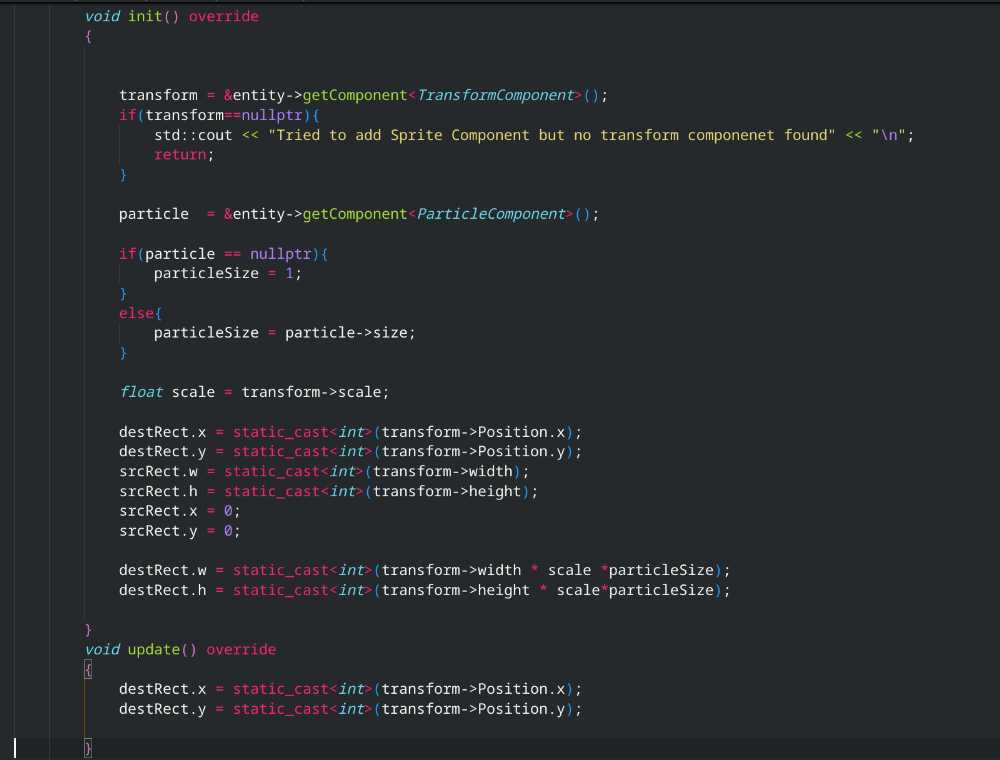 void init() override
{
transform = &entity->getComponent<TransformComponent>();
if(transform==nullptr){
std::cout << "Tried to add Sprite Component but no transform componenet found" << "\n";
return;
}
particle  = &entity->getComponent<ParticleComponent>();
if(particle == nullptr){
particleSize = 1;
}
else{
particleSize = particle->size;
}
float scale = transform->scale;
destRect.x = static_cast<int>(transform->Position.x);
destRect.y = static_cast<int>(transform->Position.y);
srcRect.w = static_cast<int>(transform->width);
srcRect.h = static_cast<int>(transform->height);
srcRect.x = 0;
srcRect.y = 0;
destRect.w = static_cast<int>(transform->width * scale *particleSize);
destRect.h = static_cast<int>(transform->height * scale*particleSize);
}
void update() override
{
destRect.x = static_cast<int>(transform->Position.x);
destRect.y = static_cast<int>(transform->Position.y);
}